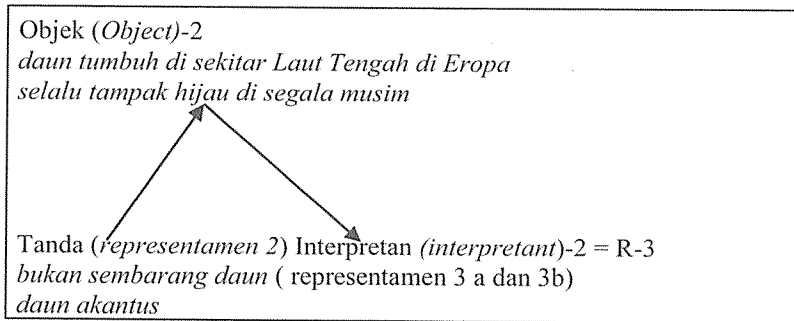 Objek (Object)-2
daun tumbuh di sekitar Laut Tengah di Eropa
selalu tampak hijau di segala musim
Tanda (representamen 2) Interpretan (interpretant)-2 = R-3
bukan sembarang daun ( representamen 3 a dan 3b)
daun akantus